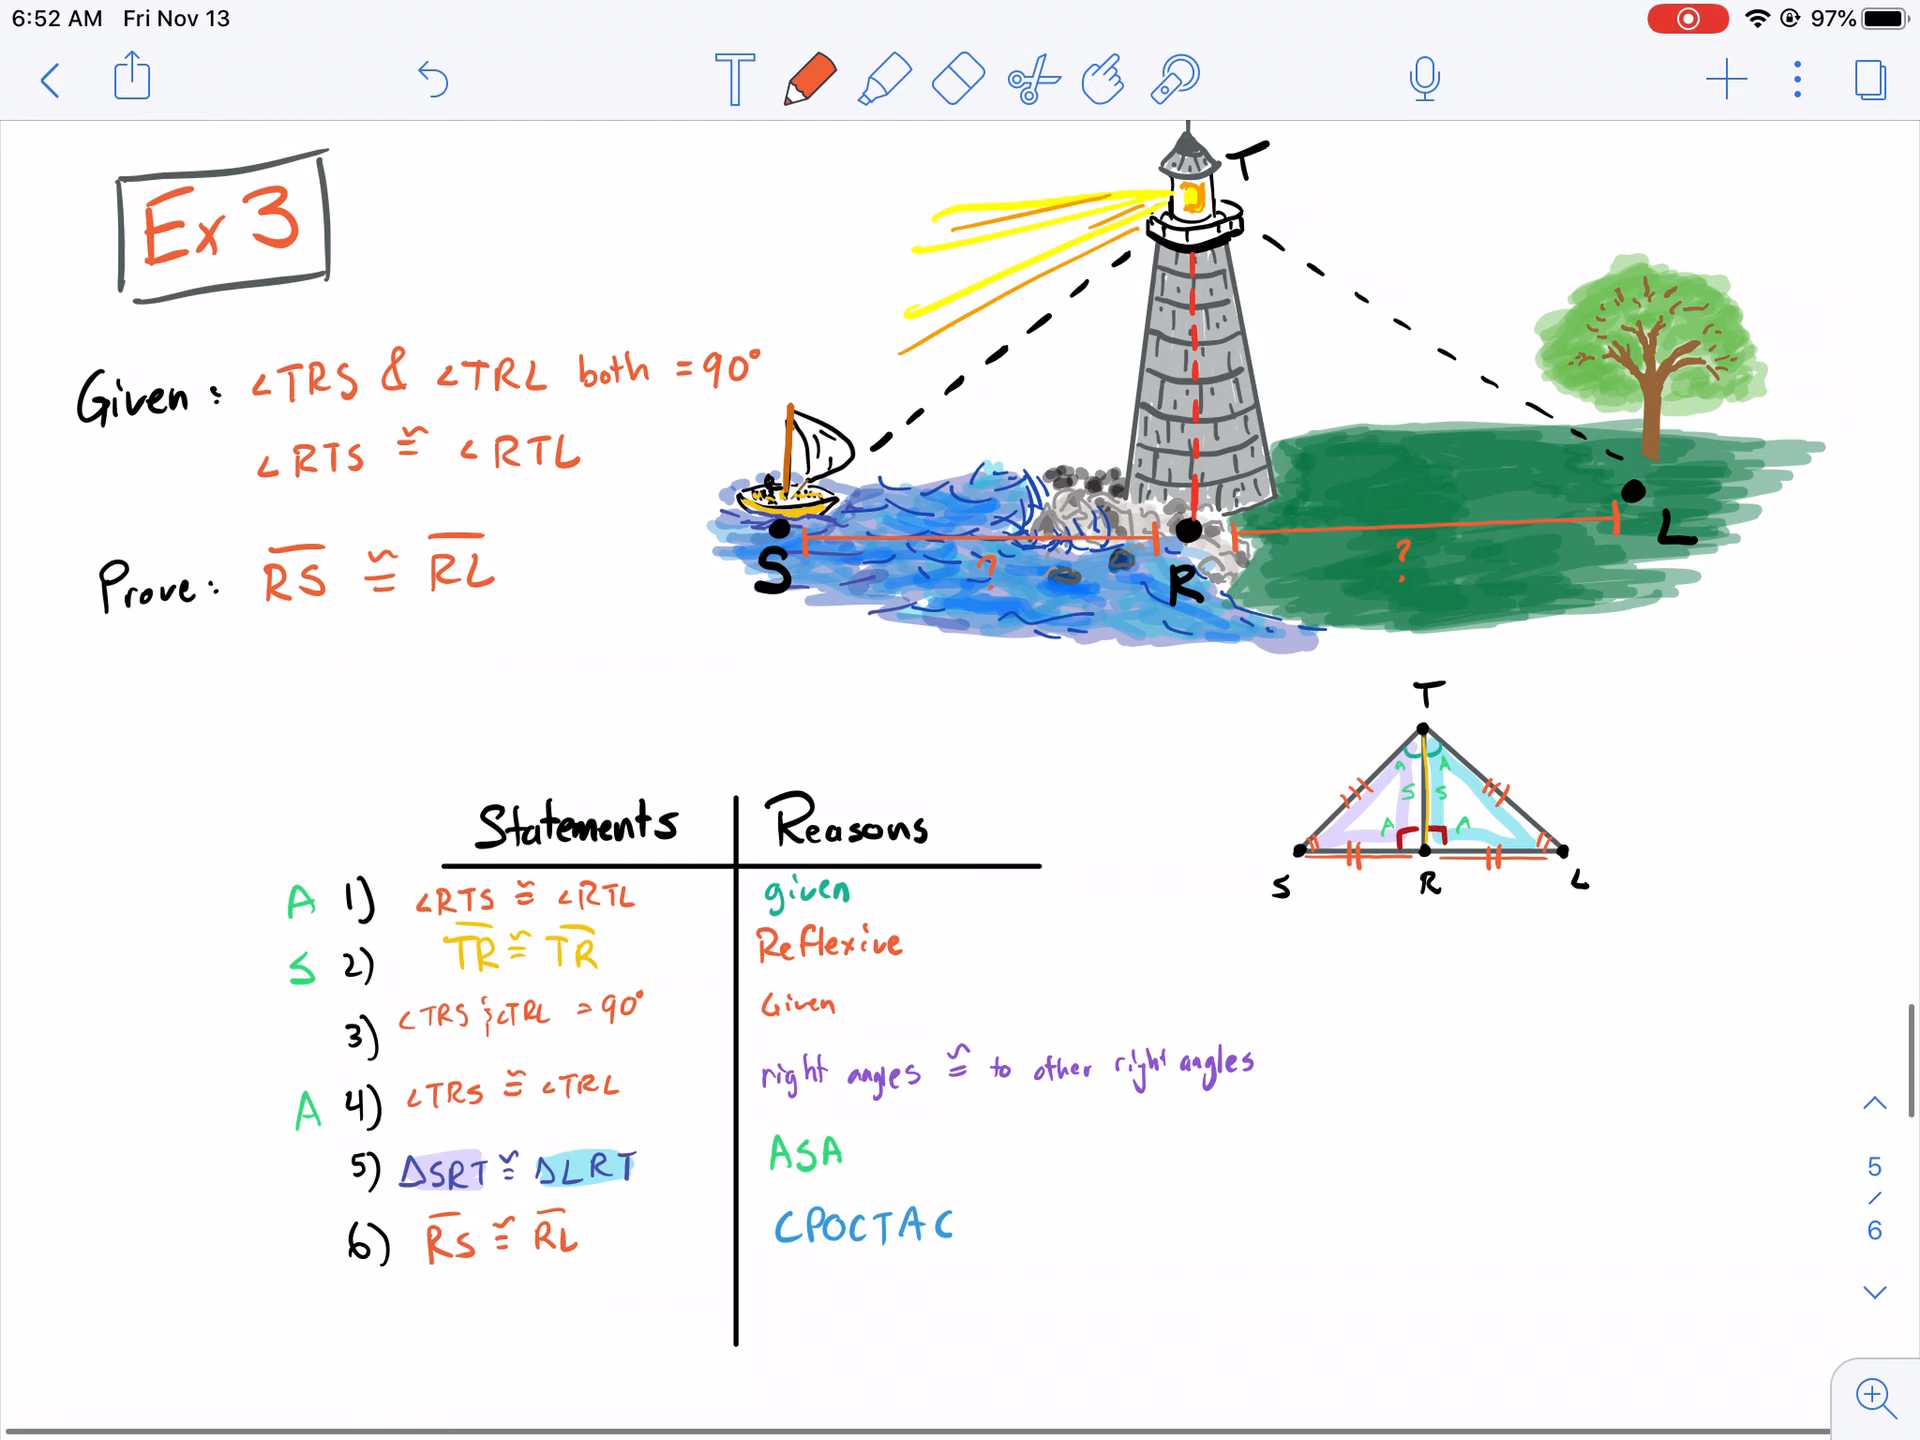 6:52 AM Fri Nov 13
97%
Ex 3
T
Given: ∠TRS & ∠TRL both = 90°
∠RTS ≅ ∠RTL
Prove: RS ≅ RL
S
?
R
?
L
T
A A
S S
A A
S R L
Statements Reasons
A 1) ∠RTS ≅ ∠RTL given
S 2) TR ≅ TR Reflexive
3) ∠TRS & ∠TRL = 90° Given
A 4) ∠TRS ≅ ∠TRL right angles ≅ to other right angles
5) △SRT ≅ △LRT ASA
6) RS ≅ RL CPOCTAC
5
/
6